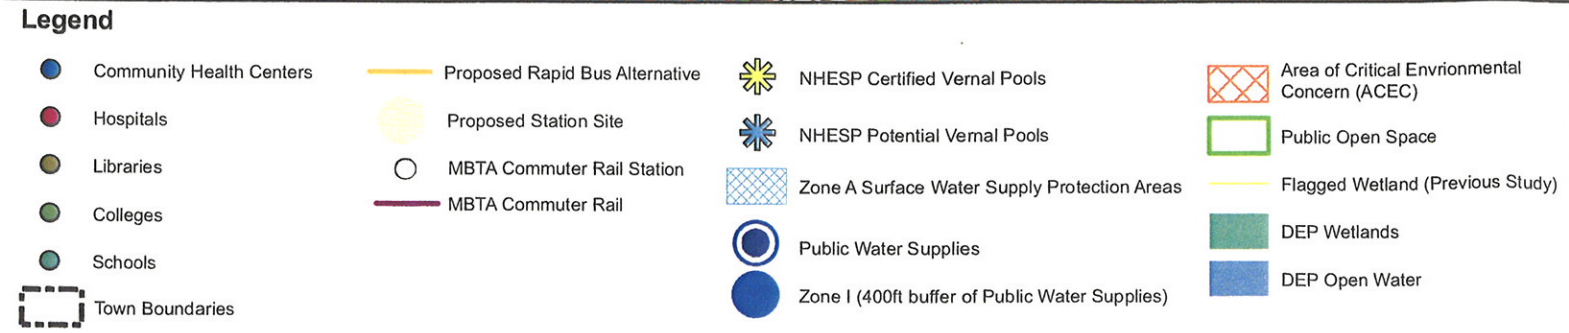 Legend
Community Health Centers
Hospitals
Libraries
Colleges
Schools
Town Boundaries
Proposed Rapid Bus Alternative
Proposed Station Site
MBTA Commuter Rail Station
MBTA Commuter Rail
NHESP Certified Vernal Pools
NHESP Potential Vernal Pools
Zone A Surface Water Supply Protection Areas
Public Water Supplies
Zone I (400ft buffer of Public Water Supplies)
Area of Critical Envrionmental
Concern (ACEC)
Public Open Space
Flagged Wetland (Previous Study)
DEP Wetlands
DEP Open Water